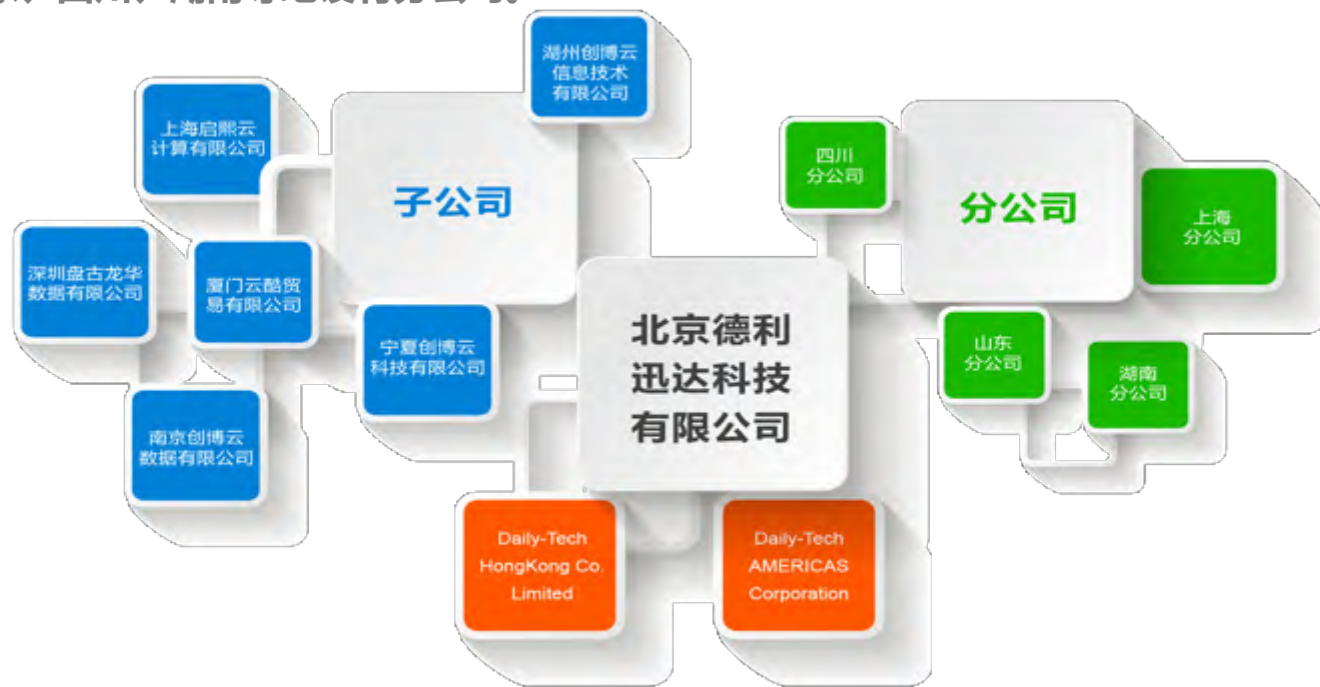 湖州创博云
信息技术
有限公司
上海启熙云
计算有限公司
子公司
四川
分公司
分公司
上海
分公司
深圳盘古龙华
数据有限公司
厦门云酷贸
易有限公司
宁夏创博云
科技有限公司
北京德利
迅达科技
有限公司
山东
分公司
湖南
分公司
南京创博云
数据有限公司
Daily-Tech
HongKong Co.
Limited
Daily-Tech
AMERICAS
Corporation